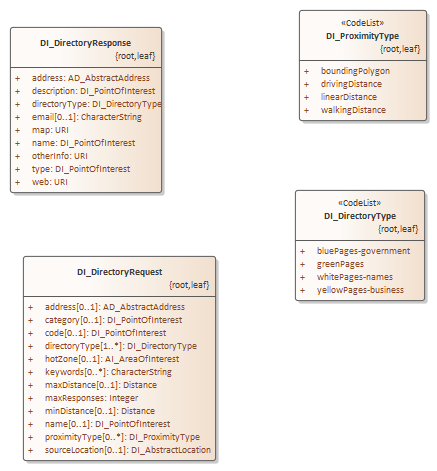 DI_DirectoryResponse
{root,leaf}
+ address: AD_AbstractAddress
+ description: DI_PointOfInterest
+ directoryType: DI_DirectoryType
+ email[0..1]: CharacterString
+ map: URI
+ name: DI_PointOfInterest
+ otherInfo: URI
+ type: DI_PointOfInterest
+ web: URI
«CodeList»
DI_ProximityType
{root,leaf}
+ boundingPolygon
+ drivingDistance
+ linearDistance
+ walkingDistance
«CodeList»
DI_DirectoryType
{root,leaf}
+ bluePages-government
+ greenPages
+ whitePages-names
+ yellowPages-business
DI_DirectoryRequest
{root,leaf}
+ address[0..1]: AD_AbstractAddress
+ category[0..1]: DI_PointOfInterest
+ code[0..1]: DI_PointOfInterest
+ directoryType[1..*]: DI_DirectoryType
+ hotZone[0..1]: AI_AreaOfInterest
+ keywords[0..*]: CharacterString
+ maxDistance[0..1]: Distance
+ maxResponses: Integer
+ minDistance[0..1]: Distance
+ name[0..1]: DI_PointOfInterest
+ proximityType[0..*]: DI_ProximityType
+ sourceLocation[0..1]: DI_AbstractLocation